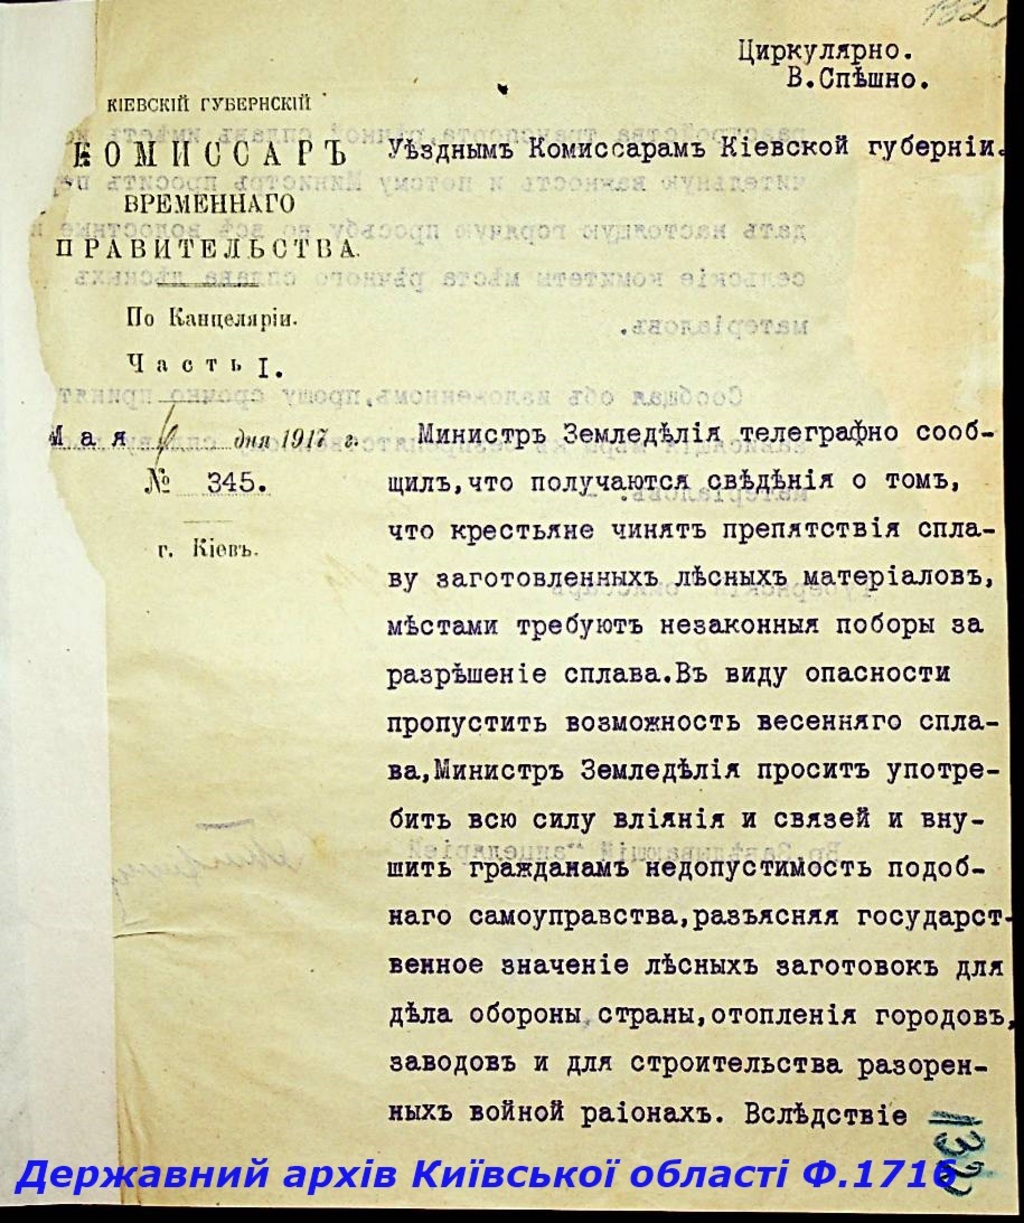 132
Циркулярно.
В.Спѣшно.
КІЕВСКІЙ ГУБЕРНСКІЙ
КОМИССАРЪ
ВРЕМЕННАГО
ПРАВИТЕЛЬСТВА.
По Канцеляріи.
Часть I.
Мая дня 1917 г.
№ 345.
г. Кіевъ.
Уѣзднымъ Комиссарамъ Кіевской губерніи.
Министръ Земледѣлія телеграфно сооб-
щилъ,что получаются свѣдѣнія о томъ,
что крестьяне чинятъ препятствія спла-
ву заготовленныхъ лѣсныхъ матеріаловъ,
мѣстами требуютъ незаконныя поборы за
разрѣшеніе сплава.Въ виду опасности
пропустить возможность весенняго спла-
ва,Министръ Земледѣлія проситъ употре-
бить всю силу вліянія и связей и вну-
шить гражданамъ недопустимость подоб-
наго самоуправства,разъясняя государст-
венное значеніе лѣсныхъ заготовокъ для
дѣла обороны страны,отопленія городовъ,
заводовъ и для строительства разорен-
ныхъ войной раіонахъ. Вслѣдствіе
132
Державний архів Київської області Ф.1716